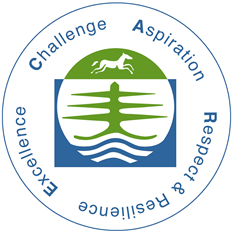 Challenge
Aspiration
Respect & Resilience
Excellence